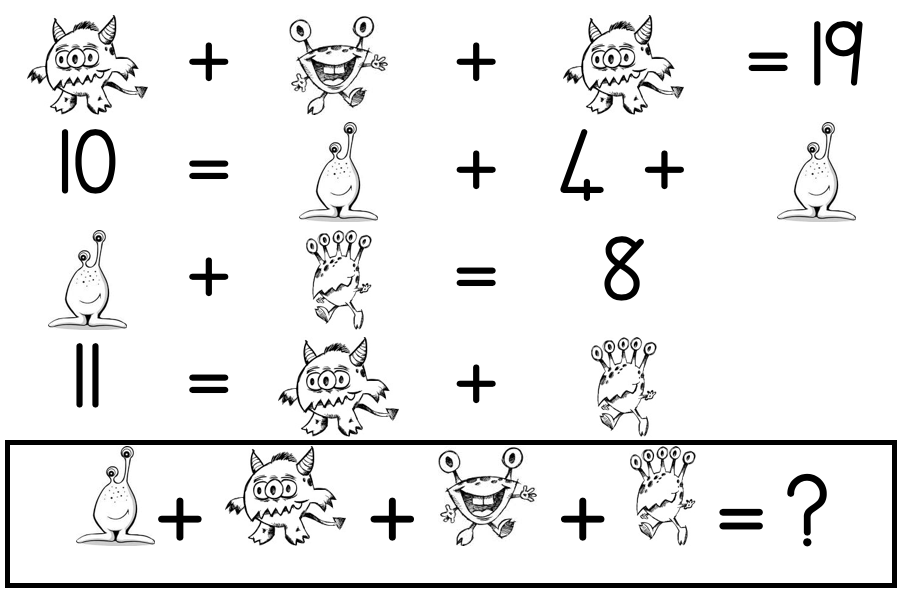 + + = 19
10 = + 4 +
+ = 8
11 = +
+ + + = ?